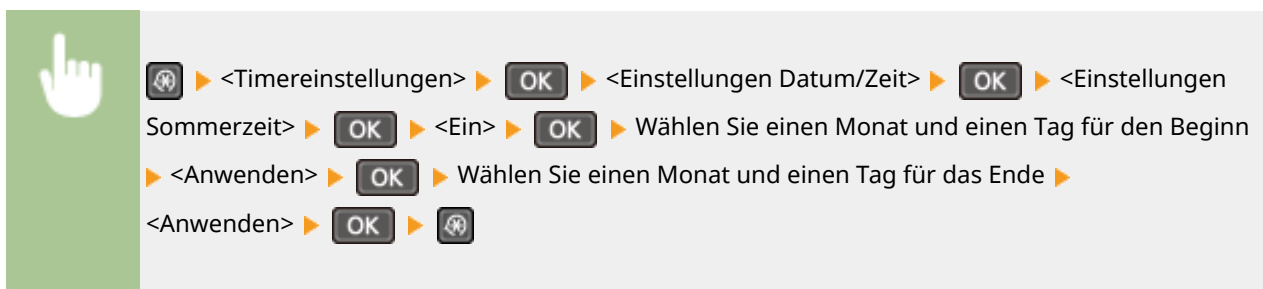 <Timereinstellungen> OK <Einstellungen Datum/Zeit> OK <Einstellungen
Sommerzeit> OK <Ein> OK Wählen Sie einen Monat und einen Tag für den Beginn
<Anwenden> OK Wählen Sie einen Monat und einen Tag für das Ende
<Anwenden> OK